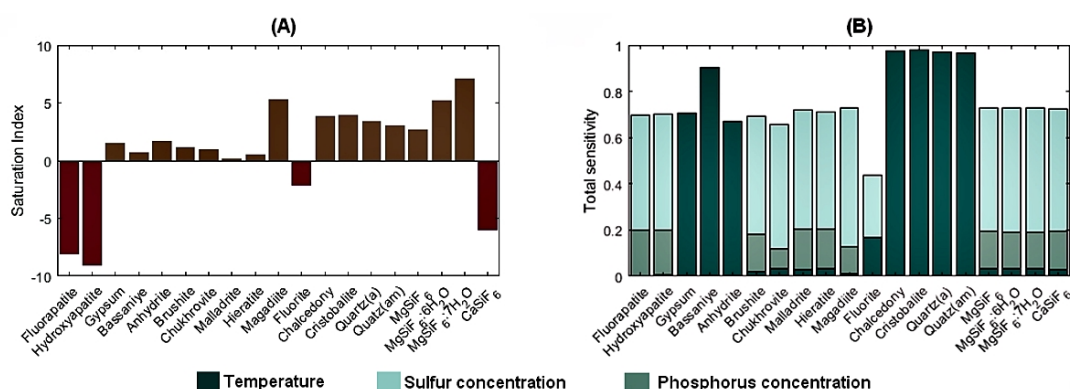 (A)
10
5
0
-5
-10
Saturation Index
Fluorapatite
Hydroxyapatite
Gypsum
Bassaniye
Anhydrite
Brushite
Chukhrovite
Malladrite
Hieratite
Magadiite
Fluorite
Chalcedony
Cristobalite
Quartz(a)
Quatz(am)
MgSiF6
MgSiF6.:6H2O
MgSiF6.:7H2O
CaSiF6
(B)
1
0.8
0.6
0.4
0.2
0
Total sensitivity
Fluorapatite
Hydroxyapatite
Gypsum
Bassaniye
Anhydrite
Brushite
Chukhrovite
Malladrite
Hieratite
Magadiite
Fluorite
Chalcedony
Cristobalite
Quartz(a)
Quatz(am)
MgSiF6
MgSiF6.:6H2O
MgSiF6.:7H2O
CaSiF6
Temperature
Sulfur concentration
Phosphorus concentration